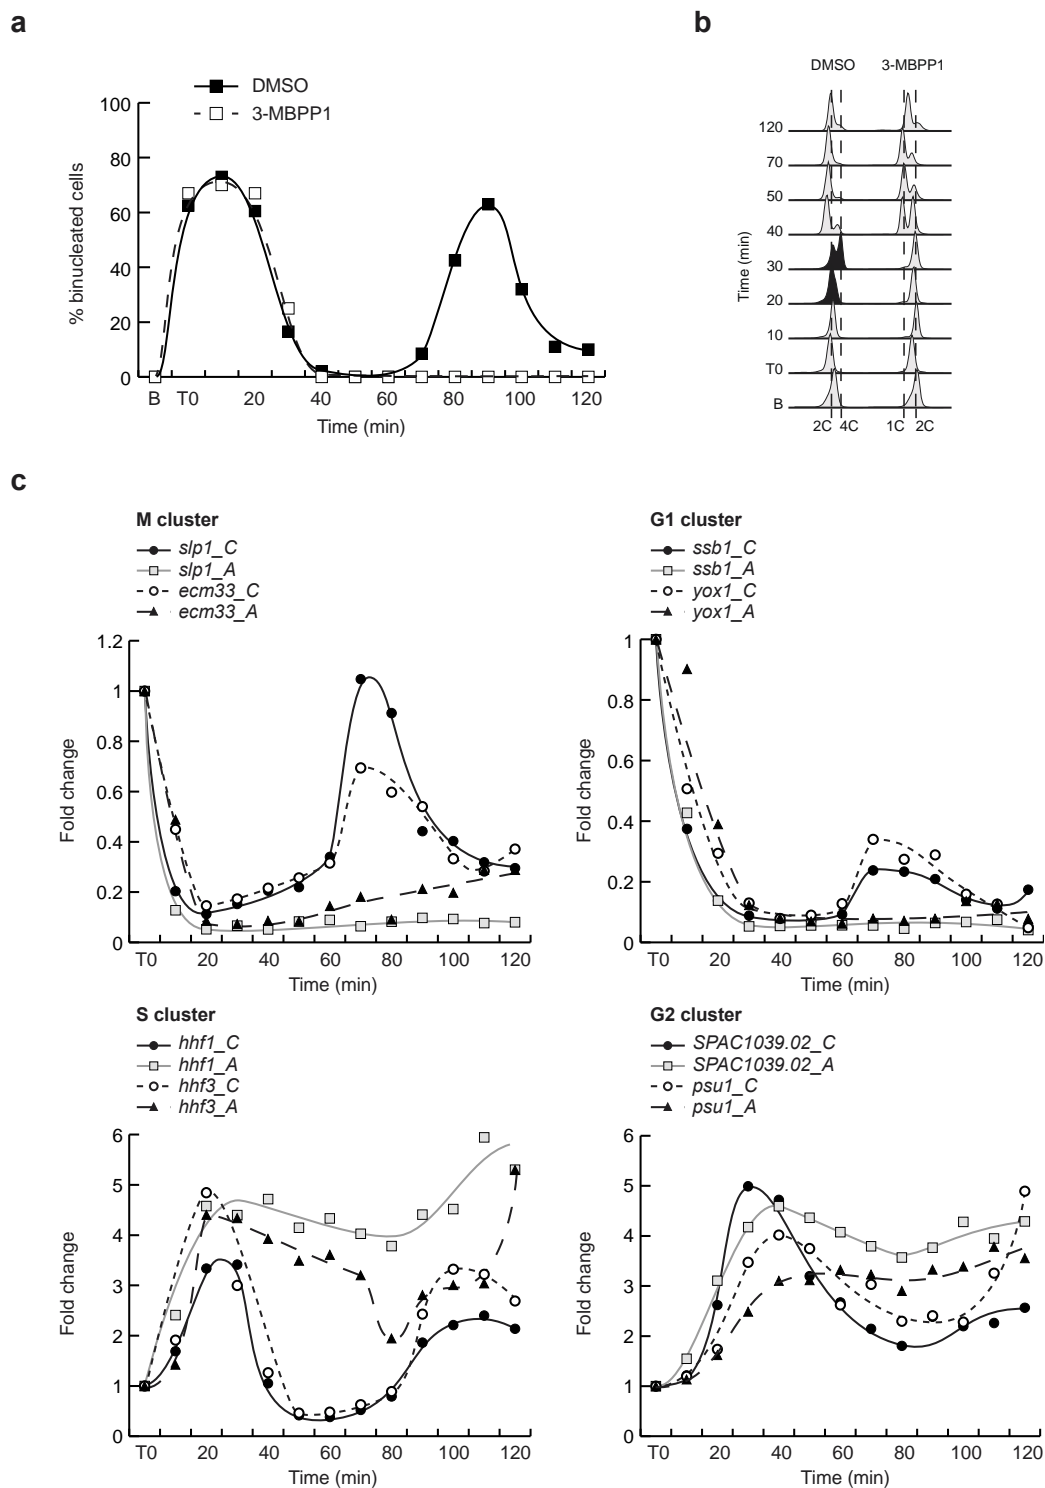 a
DMSO
3-MBPP1
% binucleated cells
100
80
60
40
20
0
B T0 20 40 60 80 100 120
Time (min)
b
DMSO 3-MBPP1
Time (min)
120
70
50
40
30
20
10
T0
B
2C 4C 1C 2C
c
M cluster
slp1_C
slp1_A
ecm33_C
ecm33_A
Fold change
1.2
1
0.8
0.6
0.4
0.2
0
T0 20 40 60 80 100 120
Time (min)
G1 cluster
ssb1_C
ssb1_A
yox1_C
yox1_A
Fold change
1
0.8
0.6
0.4
0.2
0
T0 20 40 60 80 100 120
Time (min)
S cluster
hhf1_C
hhf1_A
hhf3_C
hhf3_A
Fold change
6
5
4
3
2
1
0
T0 20 40 60 80 100 120
Time (min)
G2 cluster
SPAC1039.02_C
SPAC1039.02_A
psu1_C
psu1_A
Fold change
6
5
4
3
2
1
0
T0 20 40 60 80 100 120
Time (min)